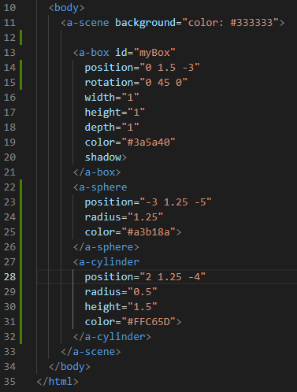 10 <body>
11 <a-scene background="color: #333333">
12
13 <a-box id="myBox"
14 position="0 1.5 -3"
15 rotation="0 45 0"
16 width="1"
17 height="1"
18 depth="1"
19 color="#3a5a40"
20 shadow>
21 </a-box>
22 <a-sphere
23 position="-3 1.25 -5"
24 radius="1.25"
25 color="#a3b18a">
26 </a-sphere>
27 <a-cylinder
28 position="2 1.25 -4"
29 radius="0.5"
30 height="1.5"
31 color="#FFC65D">
32 </a-cylinder>
33 </a-scene>
34 </body>
35 </html>